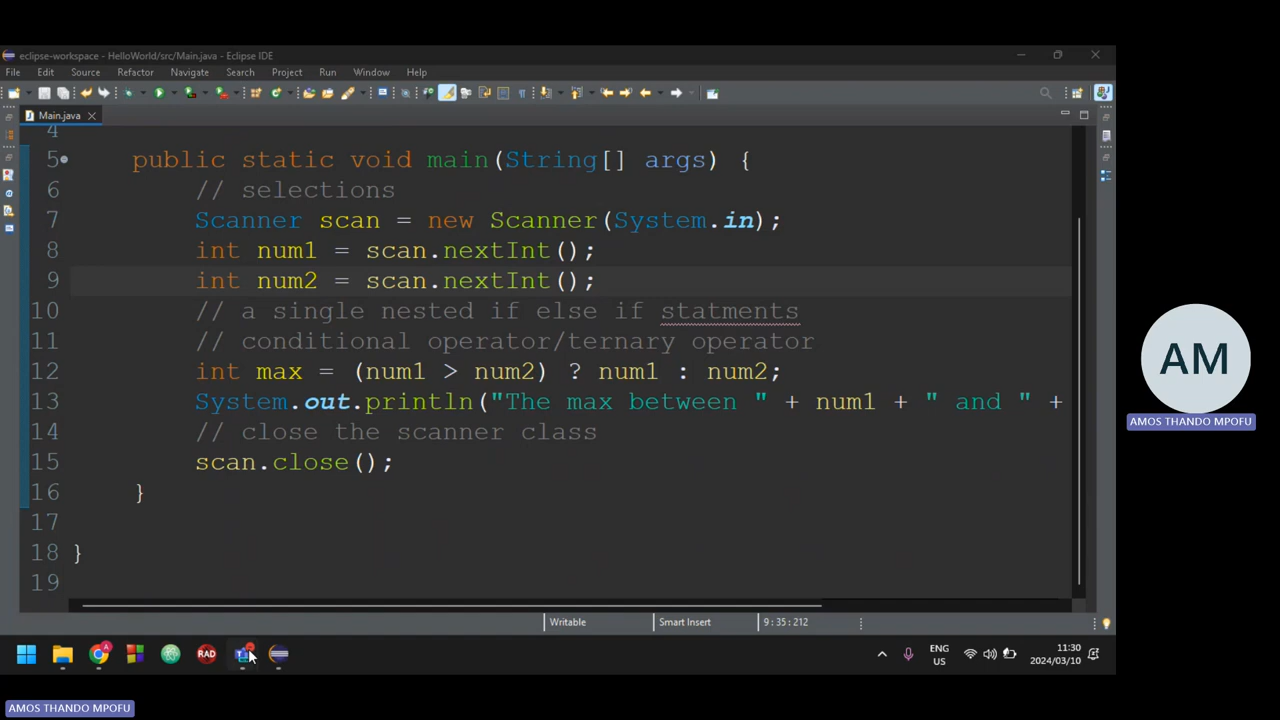 eclipse-workspace - HelloWorld/src/Main.java - Eclipse IDE
File Edit Source Refactor Navigate Search Project Run Window Help
Main.java
4
5 public static void main(String[] args) {
6 // selections
7 Scanner scan = new Scanner(System.in);
8 int num1 = scan.nextInt();
9 int num2 = scan.nextInt();
10 // a single nested if else if statments
11 // conditional operator/ternary operator
12 int max = (num1 > num2) ? num1 : num2;
13 System.out.println("The max between " + num1 + " and " +
14 // close the scanner class
15 scan.close();
16 }
17
18 }
19
Writable Smart Insert 9 : 35 : 212
AM
AMOS THANDO MPOFU
RAD
ENG
US
11:30
2024/03/10
AMOS THANDO MPOFU